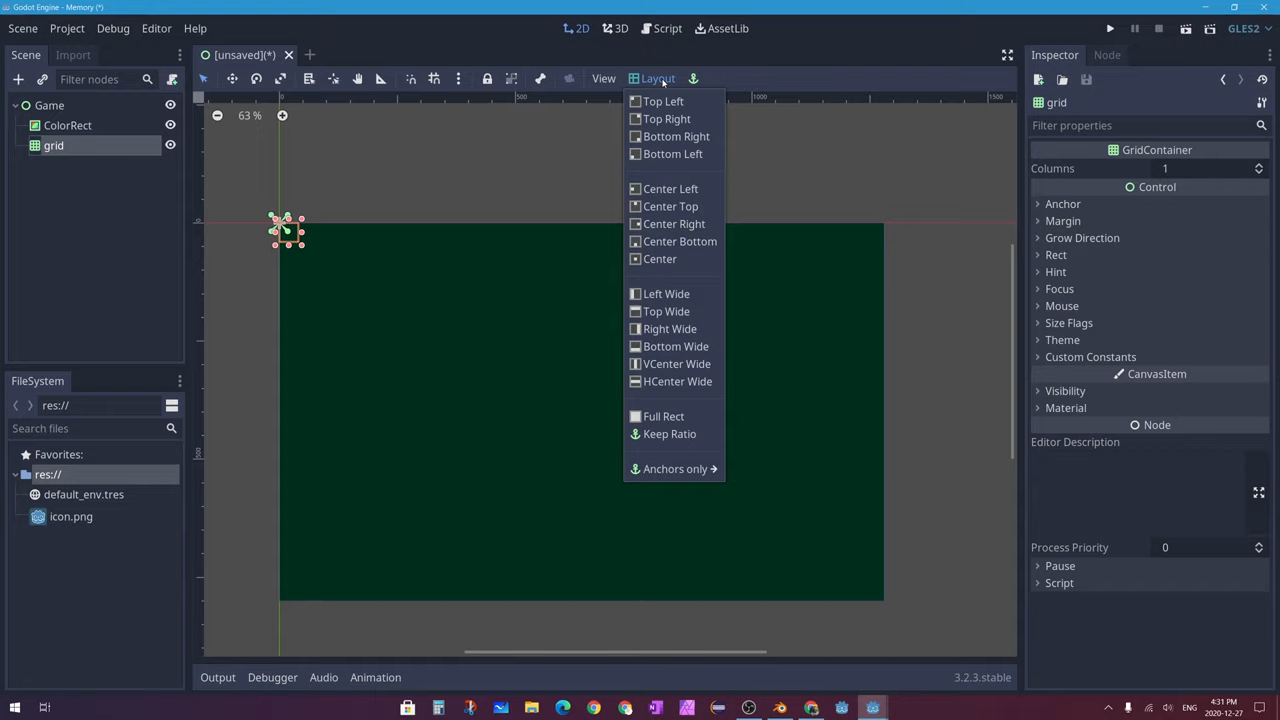 Godot Engine - Memory (*)
Scene Project Debug Editor Help
2D 3D Script AssetLib
GLES2
Scene Import
Filter nodes
Game
ColorRect
grid
[unsaved](*)
View Layout
0 500 1000 1500
63 %
0
500
Top Left
Top Right
Bottom Right
Bottom Left
Center Left
Center Top
Center Right
Center Bottom
Center
Left Wide
Top Wide
Right Wide
Bottom Wide
VCenter Wide
HCenter Wide
Full Rect
Keep Ratio
Anchors only
FileSystem
res://
Search files
Favorites:
res://
default_env.tres
icon.png
Output Debugger Audio Animation
3.2.3.stable
Inspector Node
grid
Filter properties
GridContainer
Columns 1
Control
Anchor
Margin
Grow Direction
Rect
Hint
Focus
Mouse
Size Flags
Theme
Custom Constants
CanvasItem
Visibility
Material
Node
Editor Description
Process Priority 0
Pause
Script
ENG
4:31 PM
2020-12-27